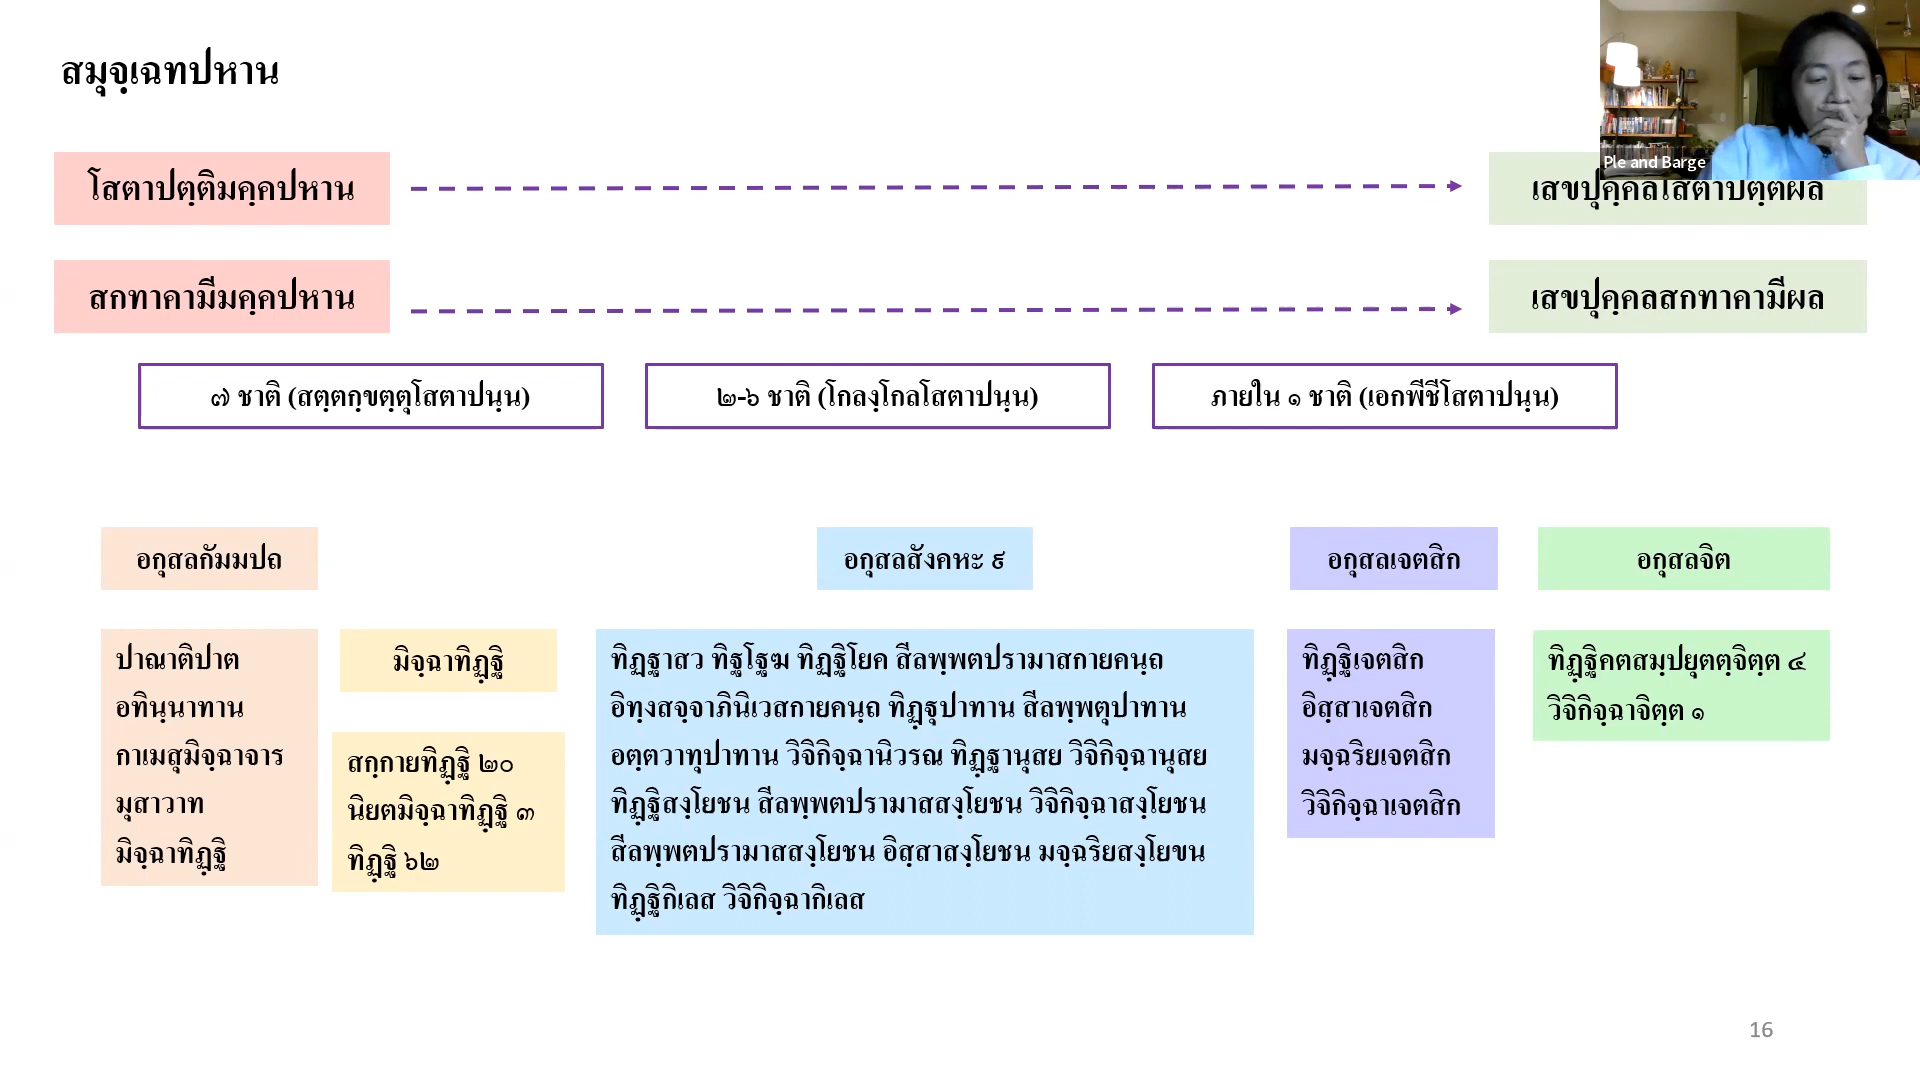 สมุจฺเฉทปหาน
Ple and Barge
โสตาปตฺติมคฺคปหาน
เสขปุคฺคลโสตาปตฺตผล
สกทาคามีมคฺคปหาน
เสขปุคฺคลสกทาคามีผล
๗ ชาติ (สตฺตกฺขตฺตุโสตาปนฺน)
๒-๖ ชาติ (โกลงฺโกลโสตาปนฺน)
ภายใน ๑ ชาติ (เอกพีชีโสตาปนฺน)
อกุสลกัมมปถ
อกุสลสังคหะ ๙
อกุสลเจตสิก
อกุสลจิต
ปาณาติปาต
อทินฺนาทาน
กาเมสุมิจฺฉาจาร
มุสาวาท
มิจฺฉาทิฏฺฐิ
มิจฺฉาทิฏฺฐิ
สกฺกายทิฏฺฐิ ๒๐
นิยตมิจฺฉาทิฏฺฐิ ๓
ทิฏฺฐิ ๖๒
ทิฏฺฐาสว ทิฐฺโฐฆ ทิฏฺฐิโยค สีลพฺพตปรามาสกายคนฺถ
อิทฺงสจฺจาภินิเวสกายคนฺถ ทิฏฺฐุปาทาน สีลพฺพตุปาทาน
อตฺตวาทุปาทาน วิจิกิจฺฉานิวรณ ทิฏฺฐานุสย วิจิกิจฺฉานุสย
ทิฏฺฐิสงฺโยชน สีลพฺพตปรามาสสงฺโยชน วิจิกิจฺฉาสงฺโยชน
สีลพฺพตปรามาสสงฺโยชน อิสฺสาสงฺโยชน มจฺฉริยสงฺโยขน
ทิฏฺฐิกิเลส วิจิกิจฺฉากิเลส
ทิฏฺฐิเจตสิก
อิสฺสาเจตสิก
มจฺฉริยเจตสิก
วิจิกิจฺฉาเจตสิก
ทิฏฺฐิคตสมฺปยุตตฺจิตฺต ๔
วิจิกิจฺฉาจิตฺต ๑
16